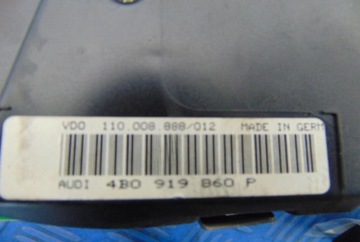 VDO 110.008.888/012 MADE IN GERM
AUDI 4B0 919 860 P